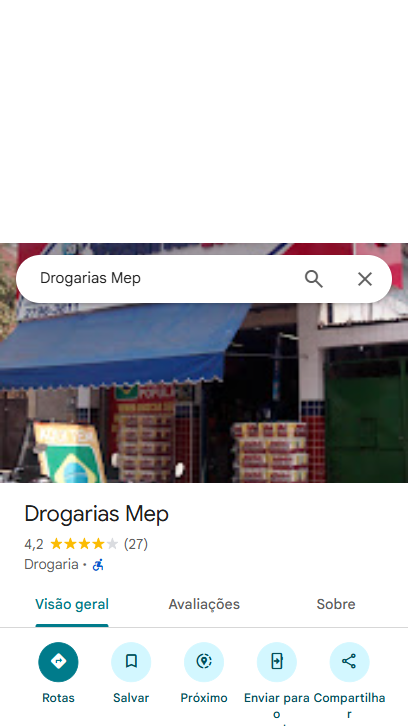 Drogarias Mep
Drogarias Mep
4,2 (27)
Drogaria ·
Visão geral Avaliações Sobre
Rotas Salvar Próximo Enviar para o Compartilhar